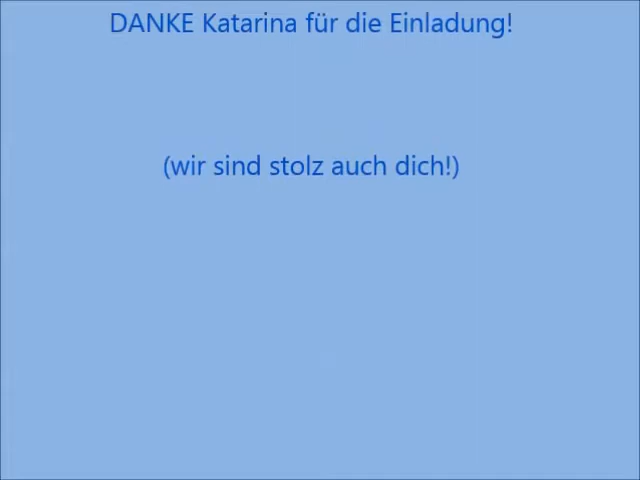 DANKE Katarina für die Einladung!
(wir sind stolz auch dich!)